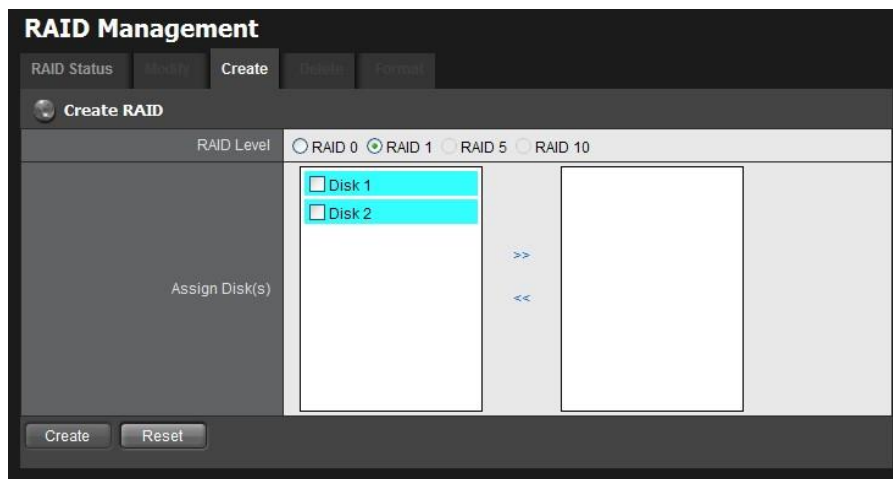 RAID Management
RAID Status Modify Create Delete Format
Create RAID
RAID Level RAID 0 RAID 1 RAID 5 RAID 10
Disk 1
Disk 2
>>
Assign Disk(s)
<<
Create Reset